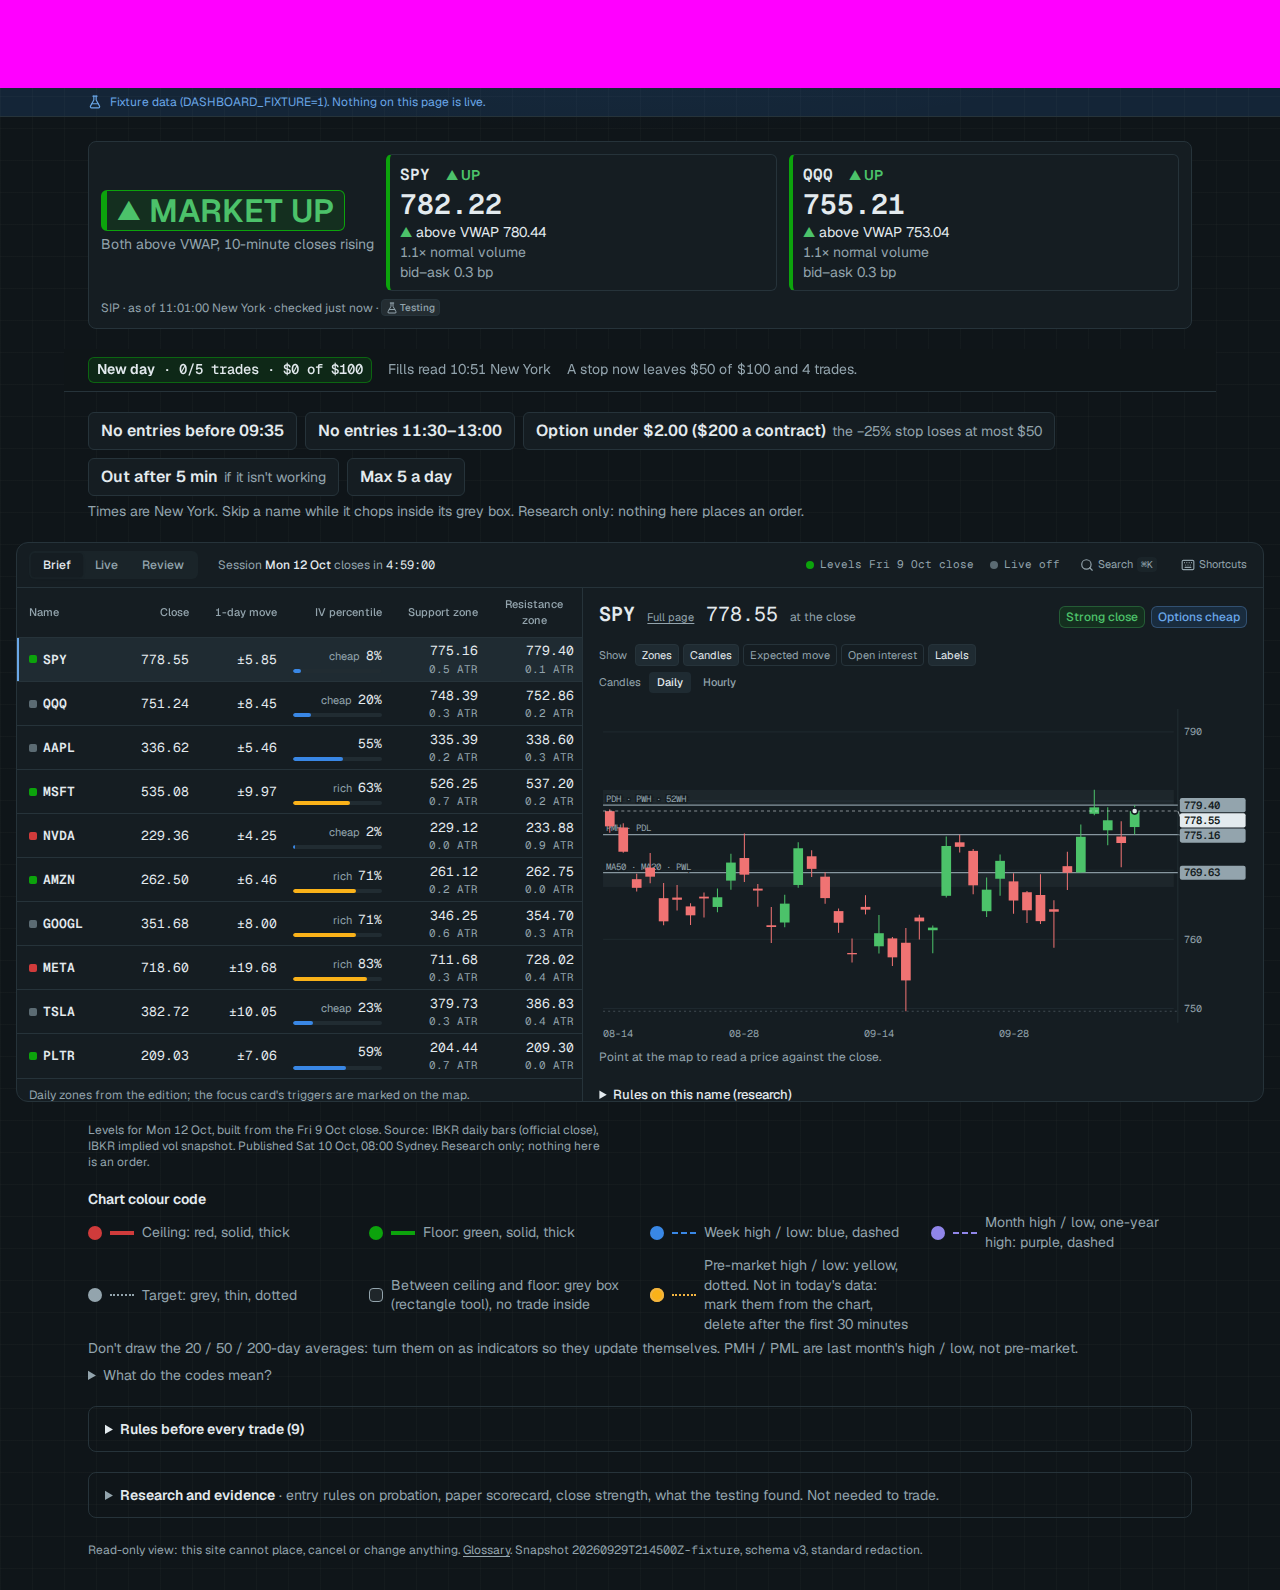 Fixture data (DASHBOARD_FIXTURE=1). Nothing on this page is live.
▲ MARKET UP
Both above VWAP, 10-minute closes rising
SPY ▲ UP
782.22
▲ above VWAP 780.44
1.1× normal volume
bid–ask 0.3 bp
QQQ ▲ UP
755.21
▲ above VWAP 753.04
1.1× normal volume
bid–ask 0.3 bp
SIP · as of 11:01:00 New York · checked just now · Testing
New day · 0/5 trades · $0 of $100 Fills read 10:51 New York A stop now leaves $50 of $100 and 4 trades.
No entries before 09:35 No entries 11:30–13:00 Option under $2.00 ($200 a contract) the −25% stop loses at most $50
Out after 5 min if it isn't working Max 5 a day
Times are New York. Skip a name while it chops inside its grey box. Research only: nothing here places an order.
Brief Live Review Session Mon 12 Oct closes in 4:59:00 Levels Fri 9 Oct close Live off Search ⌘K Shortcuts
Name Close 1-day move IV percentile Support zone Resistance zone
SPY 778.55 ±5.85 cheap 8% 775.16 779.40
0.5 ATR 0.1 ATR
QQQ 751.24 ±8.45 cheap 20% 748.39 752.86
0.3 ATR 0.2 ATR
AAPL 336.62 ±5.46 55% 335.39 338.60
0.2 ATR 0.3 ATR
MSFT 535.08 ±9.97 rich 63% 526.25 537.20
0.7 ATR 0.2 ATR
NVDA 229.36 ±4.25 cheap 2% 229.12 233.88
0.0 ATR 0.9 ATR
AMZN 262.50 ±6.46 rich 71% 261.12 262.75
0.2 ATR 0.0 ATR
GOOGL 351.68 ±8.00 rich 71% 346.25 354.70
0.6 ATR 0.3 ATR
META 718.60 ±19.68 rich 83% 711.68 728.02
0.3 ATR 0.4 ATR
TSLA 382.72 ±10.05 cheap 23% 379.73 386.83
0.3 ATR 0.4 ATR
PLTR 209.03 ±7.06 59% 204.44 209.30
0.7 ATR 0.0 ATR
Daily zones from the edition; the focus card's triggers are marked on the map.
SPY Full page 778.55 at the close Strong close Options cheap
Show Zones Candles Expected move Open interest Labels
Candles Daily Hourly
790
PDH · PWH · 52WH
779.40
778.55
PDL
775.16
MA50 · MA20 · PWL
769.63
760
750
08-14 08-28 09-14 09-28
Point at the map to read a price against the close.
▶ Rules on this name (research)
Levels for Mon 12 Oct, built from the Fri 9 Oct close. Source: IBKR daily bars (official close),
IBKR implied vol snapshot. Published Sat 10 Oct, 08:00 Sydney. Research only; nothing here
is an order.
Chart colour code
Ceiling: red, solid, thick
Floor: green, solid, thick
Week high / low: blue, dashed
Month high / low, one-year
high: purple, dashed
Target: grey, thin, dotted
Between ceiling and floor: grey box
(rectangle tool), no trade inside
Pre-market high / low: yellow,
dotted. Not in today's data:
mark them from the chart,
delete after the first 30 minutes
Don't draw the 20 / 50 / 200-day averages: turn them on as indicators so they update themselves. PMH / PML are last month's high / low, not pre-market.
▶ What do the codes mean?
▶ Rules before every trade (9)
▶ Research and evidence · entry rules on probation, paper scorecard, close strength, what the testing found. Not needed to trade.
Read-only view: this site cannot place, cancel or change anything. Glossary. Snapshot 20260929T214500Z-fixture, schema v3, standard redaction.